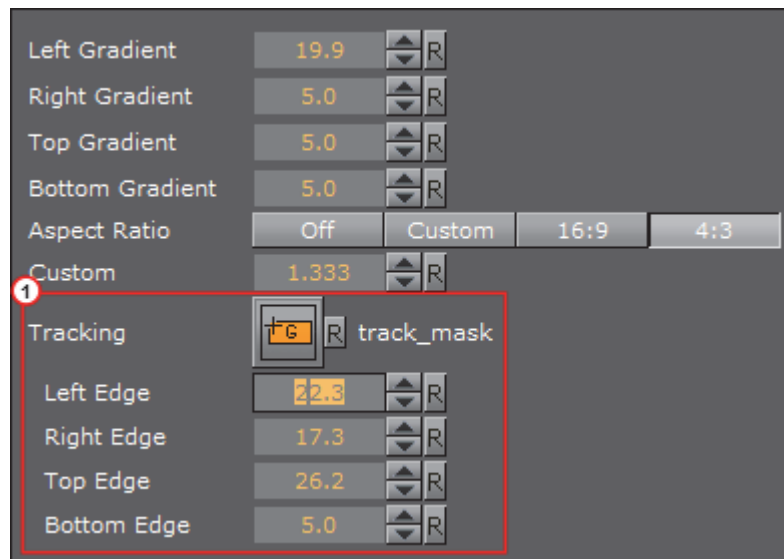 Left Gradient 19.9 R
Right Gradient 5.0 R
Top Gradient 5.0 R
Bottom Gradient 5.0 R
Aspect Ratio Off Custom 16:9 4:3
Custom 1.333 R
1
Tracking G R track_mask
Left Edge 22.3 R
Right Edge 17.3 R
Top Edge 26.2 R
Bottom Edge 5.0 R